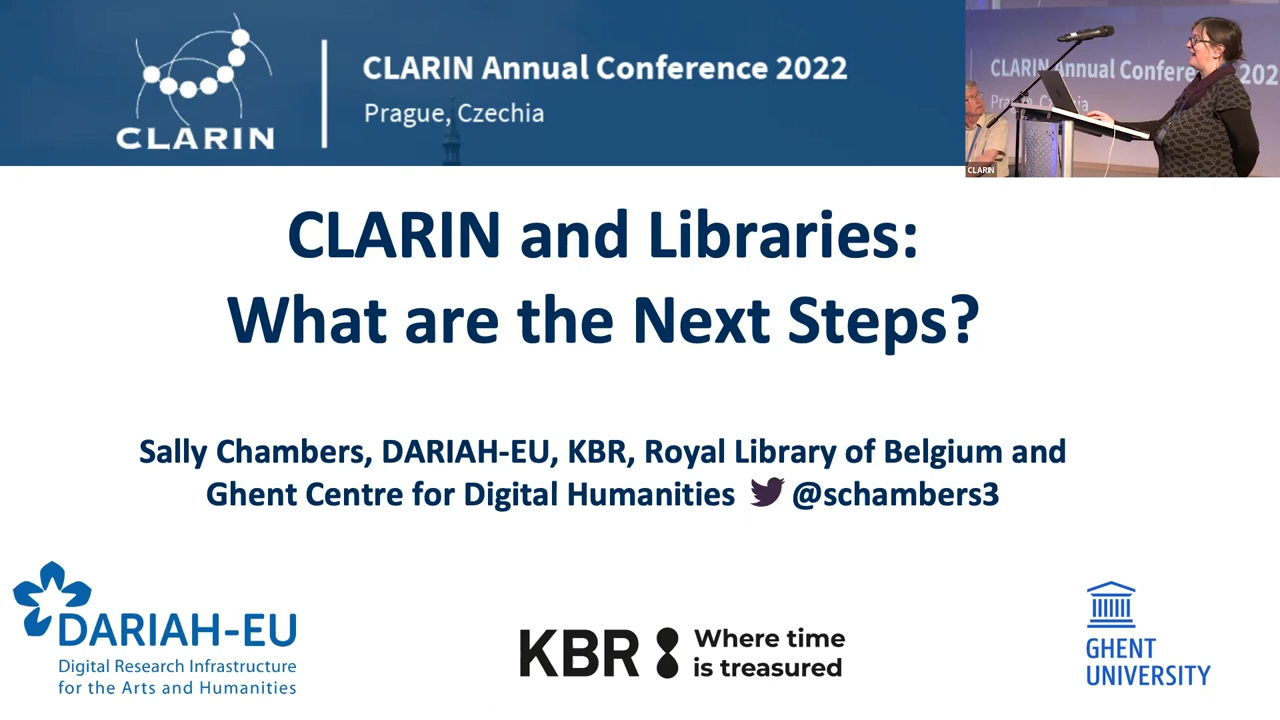 CLARIN
CLARIN Annual Conference 2022
Prague, Czechia
CLARIN Annual Conference 202
CLARIN
CLARIN and Libraries:
What are the Next Steps?
Sally Chambers, DARIAH-EU, KBR, Royal Library of Belgium and
Ghent Centre for Digital Humanities @schambers3
DARIAH-EU
Digital Research Infrastructure
for the Arts and Humanities
KBR
Where time
is treasured
GHENT
UNIVERSITY